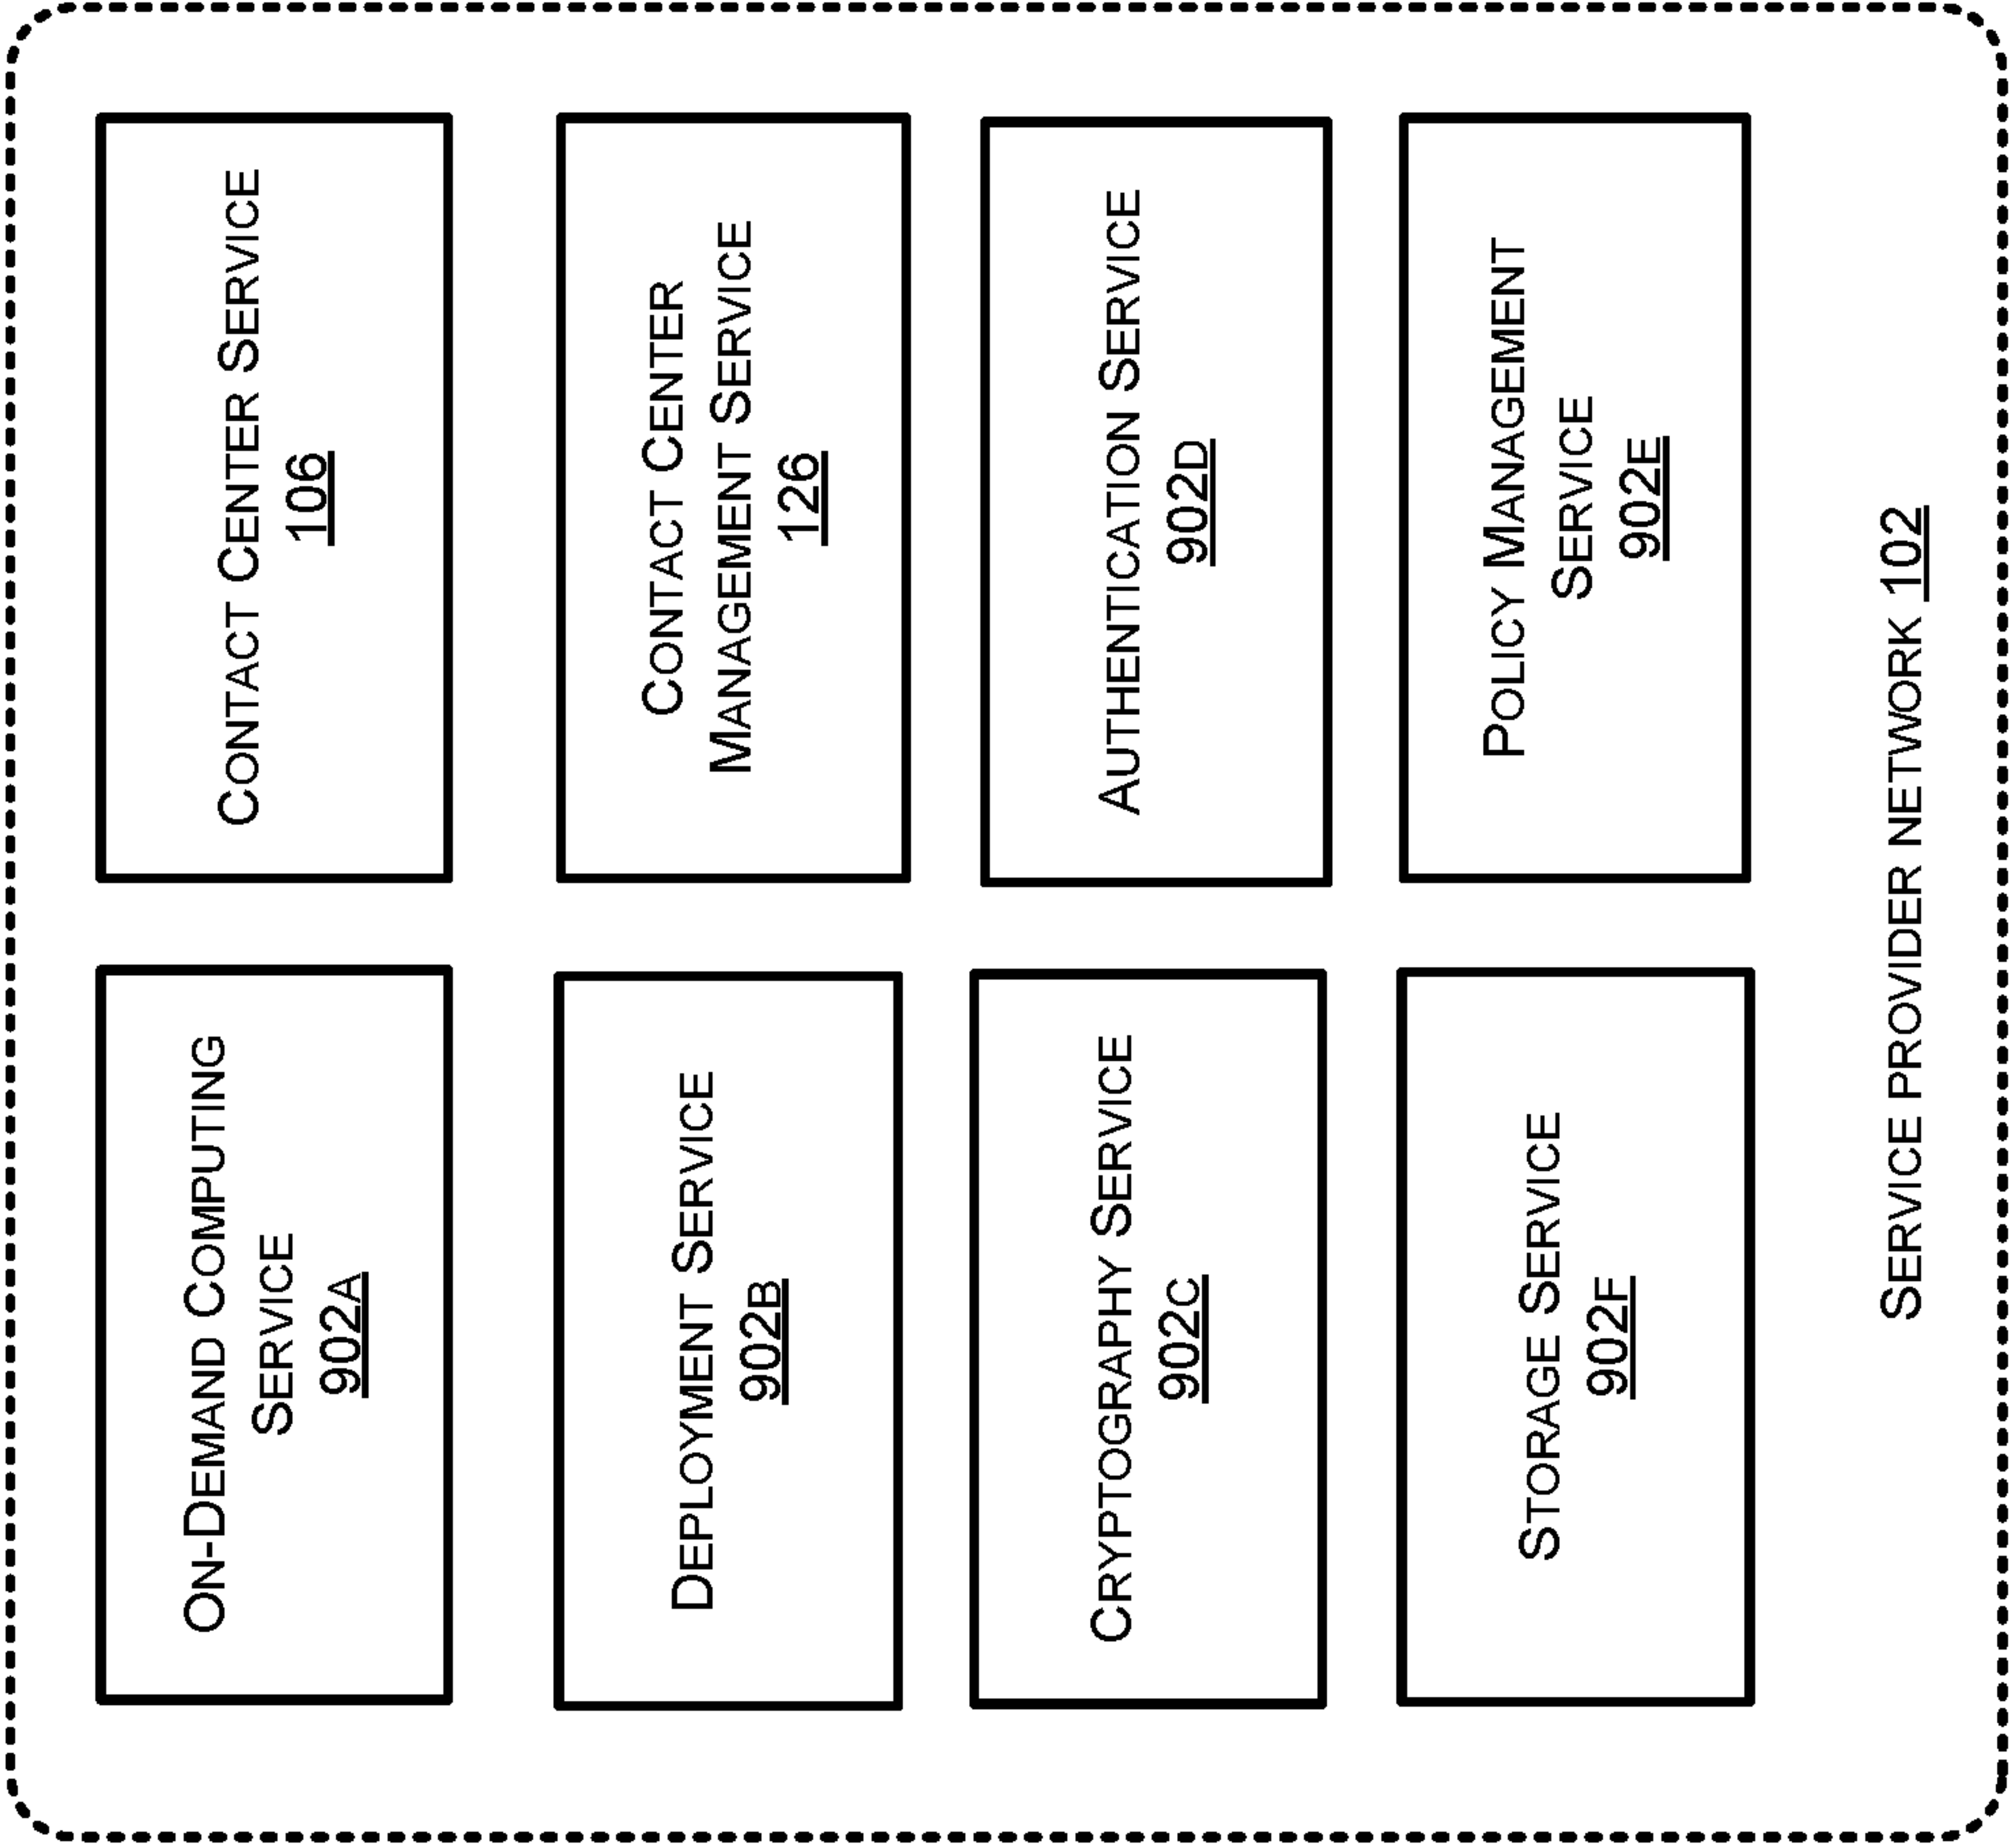 ON-DEMAND COMPUTING
SERVICE
902A
CONTACT CENTER SERVICE
106
DEPLOYMENT SERVICE
902B
CONTACT CENTER
MANAGEMENT SERVICE
126
CRYPTOGRAPHY SERVICE
902C
AUTHENTICATION SERVICE
902D
STORAGE SERVICE
902F
POLICY MANAGEMENT
SERVICE
902E
SERVICE PROVIDER NETWORK 102